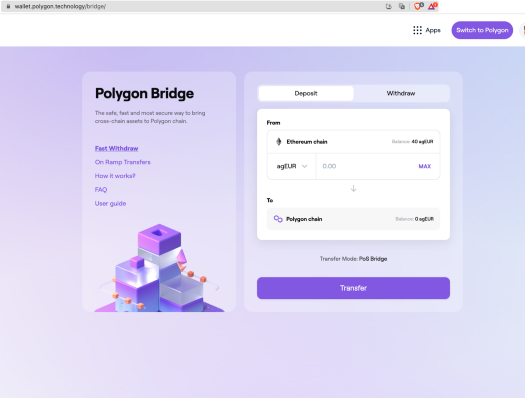 wallet.polygon.technology/bridge/
Apps
Switch to Polygon
Polygon Bridge
The safe, fast and most secure way to bring
cross-chain assets to Polygon chain.
Fast Withdraw
On Ramp Transfers
How it works?
FAQ
User guide
Deposit
Withdraw
From
Ethereum chain
Balance: 40 agEUR
agEUR
0.00
MAX
To
Polygon chain
Balance: 0 agEUR
Transfer Mode: PoS Bridge
Transfer